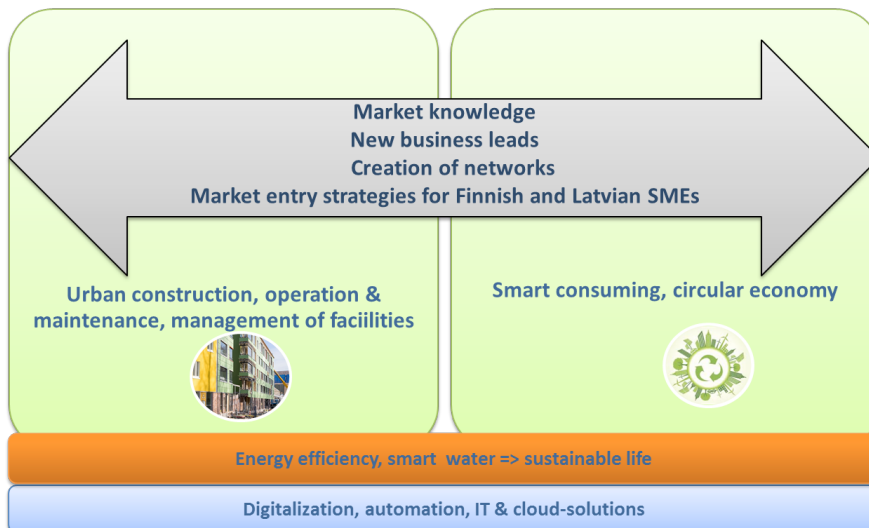 Market knowledge
New business leads
Creation of networks
Market entry strategies for Finnish and Latvian SMEs
Urban construction, operation &
maintenance, management of faciilities
Smart consuming, circular economy
Energy efficiency, smart water => sustainable life
Digitalization, automation, IT & cloud-solutions